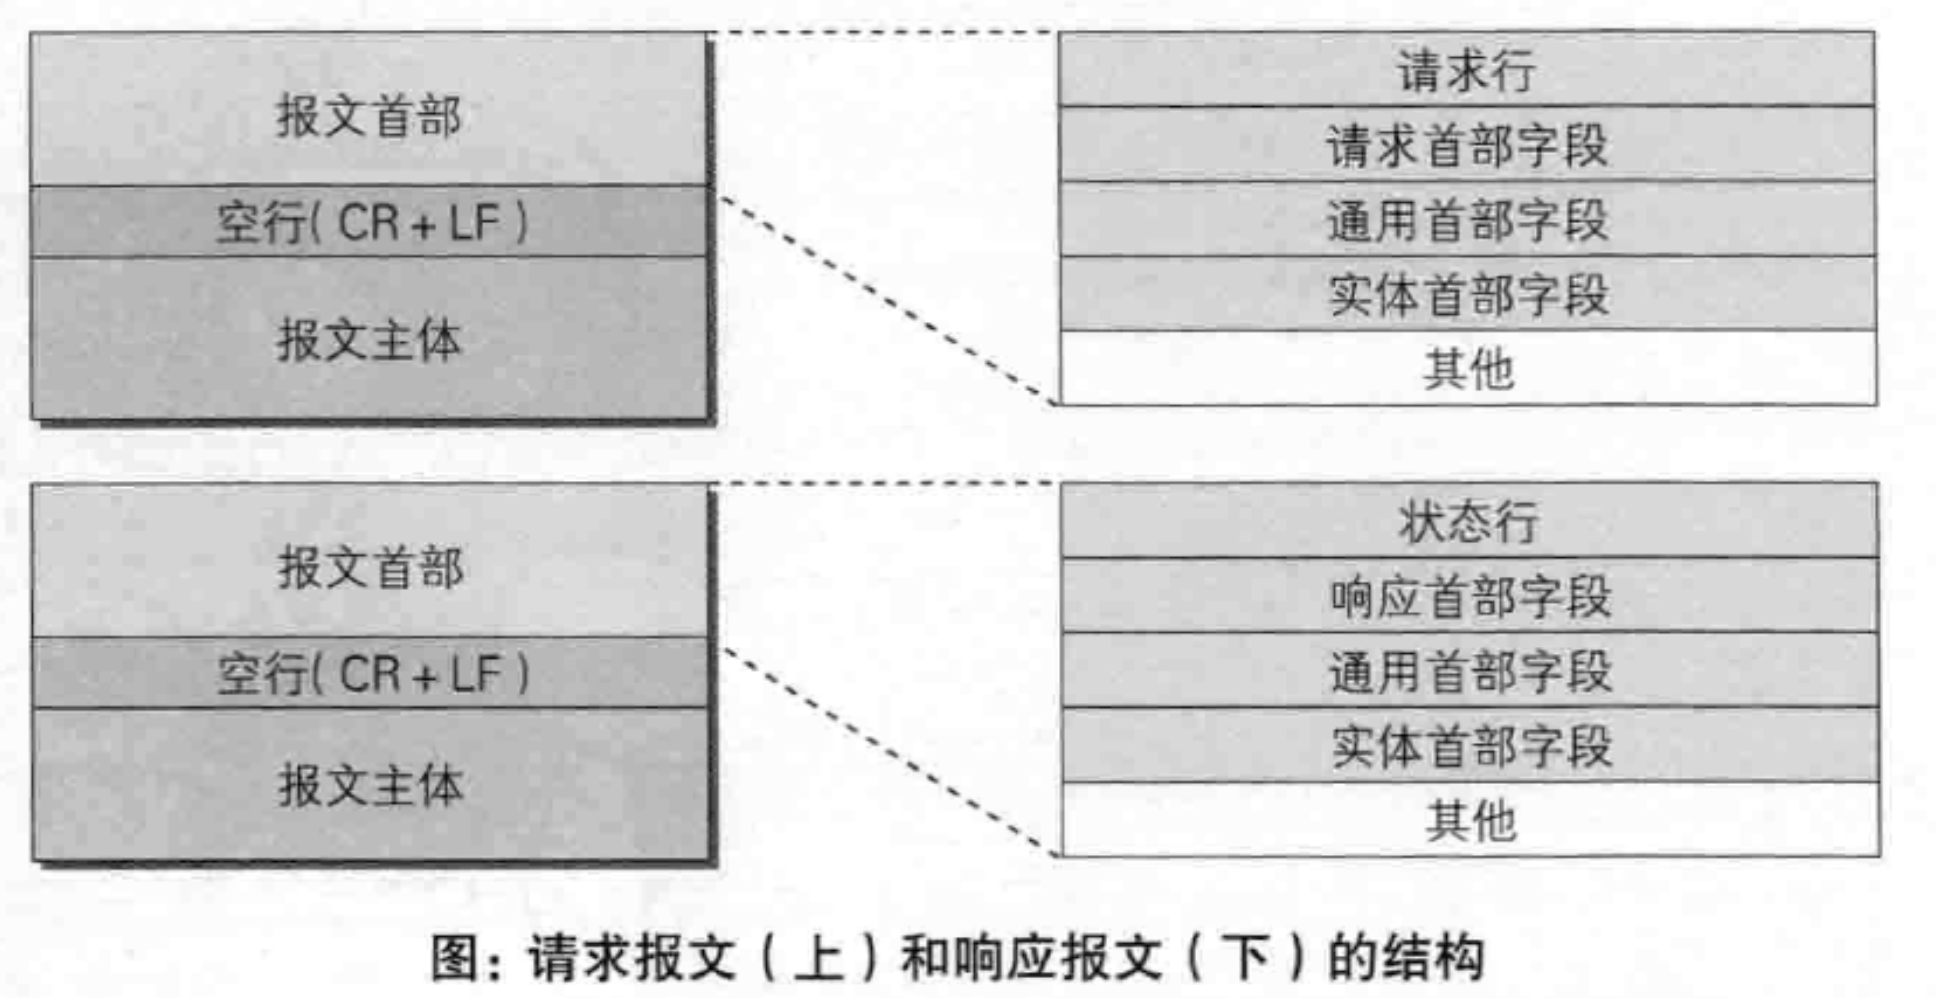 报文首部
空行( CR + LF )
报文主体
请求行
请求首部字段
通用首部字段
实体首部字段
其他
报文首部
空行( CR + LF )
报文主体
状态行
响应首部字段
通用首部字段
实体首部字段
其他
图：请求报文（上）和响应报文（下）的结构